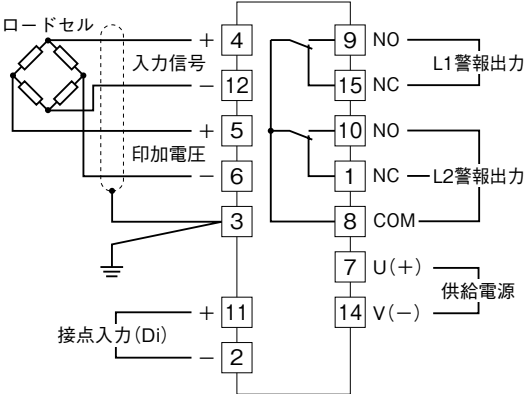 ロードセル
+ 4
入力信号
− 12
+ 5
印加電圧
− 6
3
+ 11
接点入力(Di)
− 2
9 NO
L1警報出力
15 NC
10 NO
1 NC L2警報出力
8 COM
7 U(+)
供給電源
14 V(−)